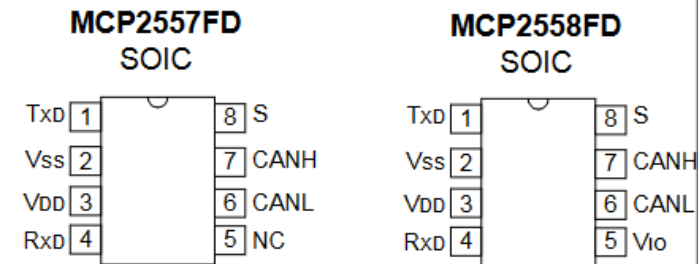 MCP2557FD
SOIC
TXD 1 8 S
VSS 2 7 CANH
VDD 3 6 CANL
RXD 4 5 NC
MCP2558FD
SOIC
TXD 1 8 S
VSS 2 7 CANH
VDD 3 6 CANL
RXD 4 5 VIO